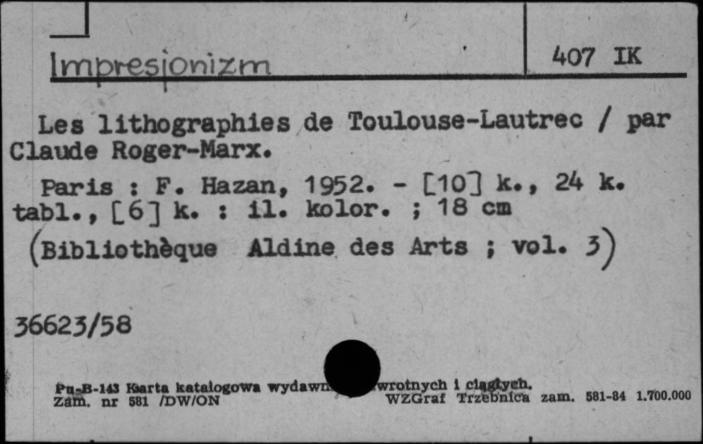 Impresjonizm
407 IK
Les lithographies de Toulouse-Lautrec / par
Claude Roger-Marx.
Paris : F. Hazan, 1952. - [10] k., 24 k.
tabl., [6] k. : il. kolor. ; 18 cm
(Bibliothèque Aldine des Arts ; vol. 3)
36623/58
Pu-B-143 Karta katalogowa wydawn wrotnych i ciągłych.
Zam. nr 581 /DW/ON WZGraf Trzebnica zam. 581-84 1.700.000